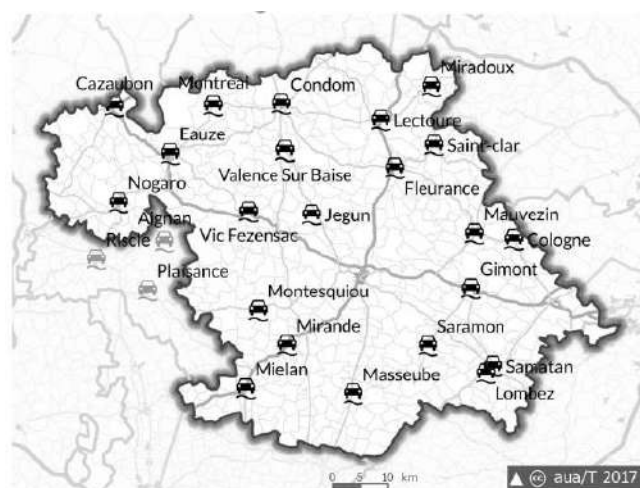 Miradoux
Cazaubon
Montreal
Condom
Lectoure
Eauze
Saint-clar
Valence Sur Baise
Fleurance
Nogaro
Aignan
Jegun
Mauvezin
Riscle
Vic Fezensac
Cologne
Plaisance
Gimont
Montesquiou
Mirande
Saramon
Mielan
Masseube
Samatan
Lombez
0 5 10 km
cc aua/T 2017